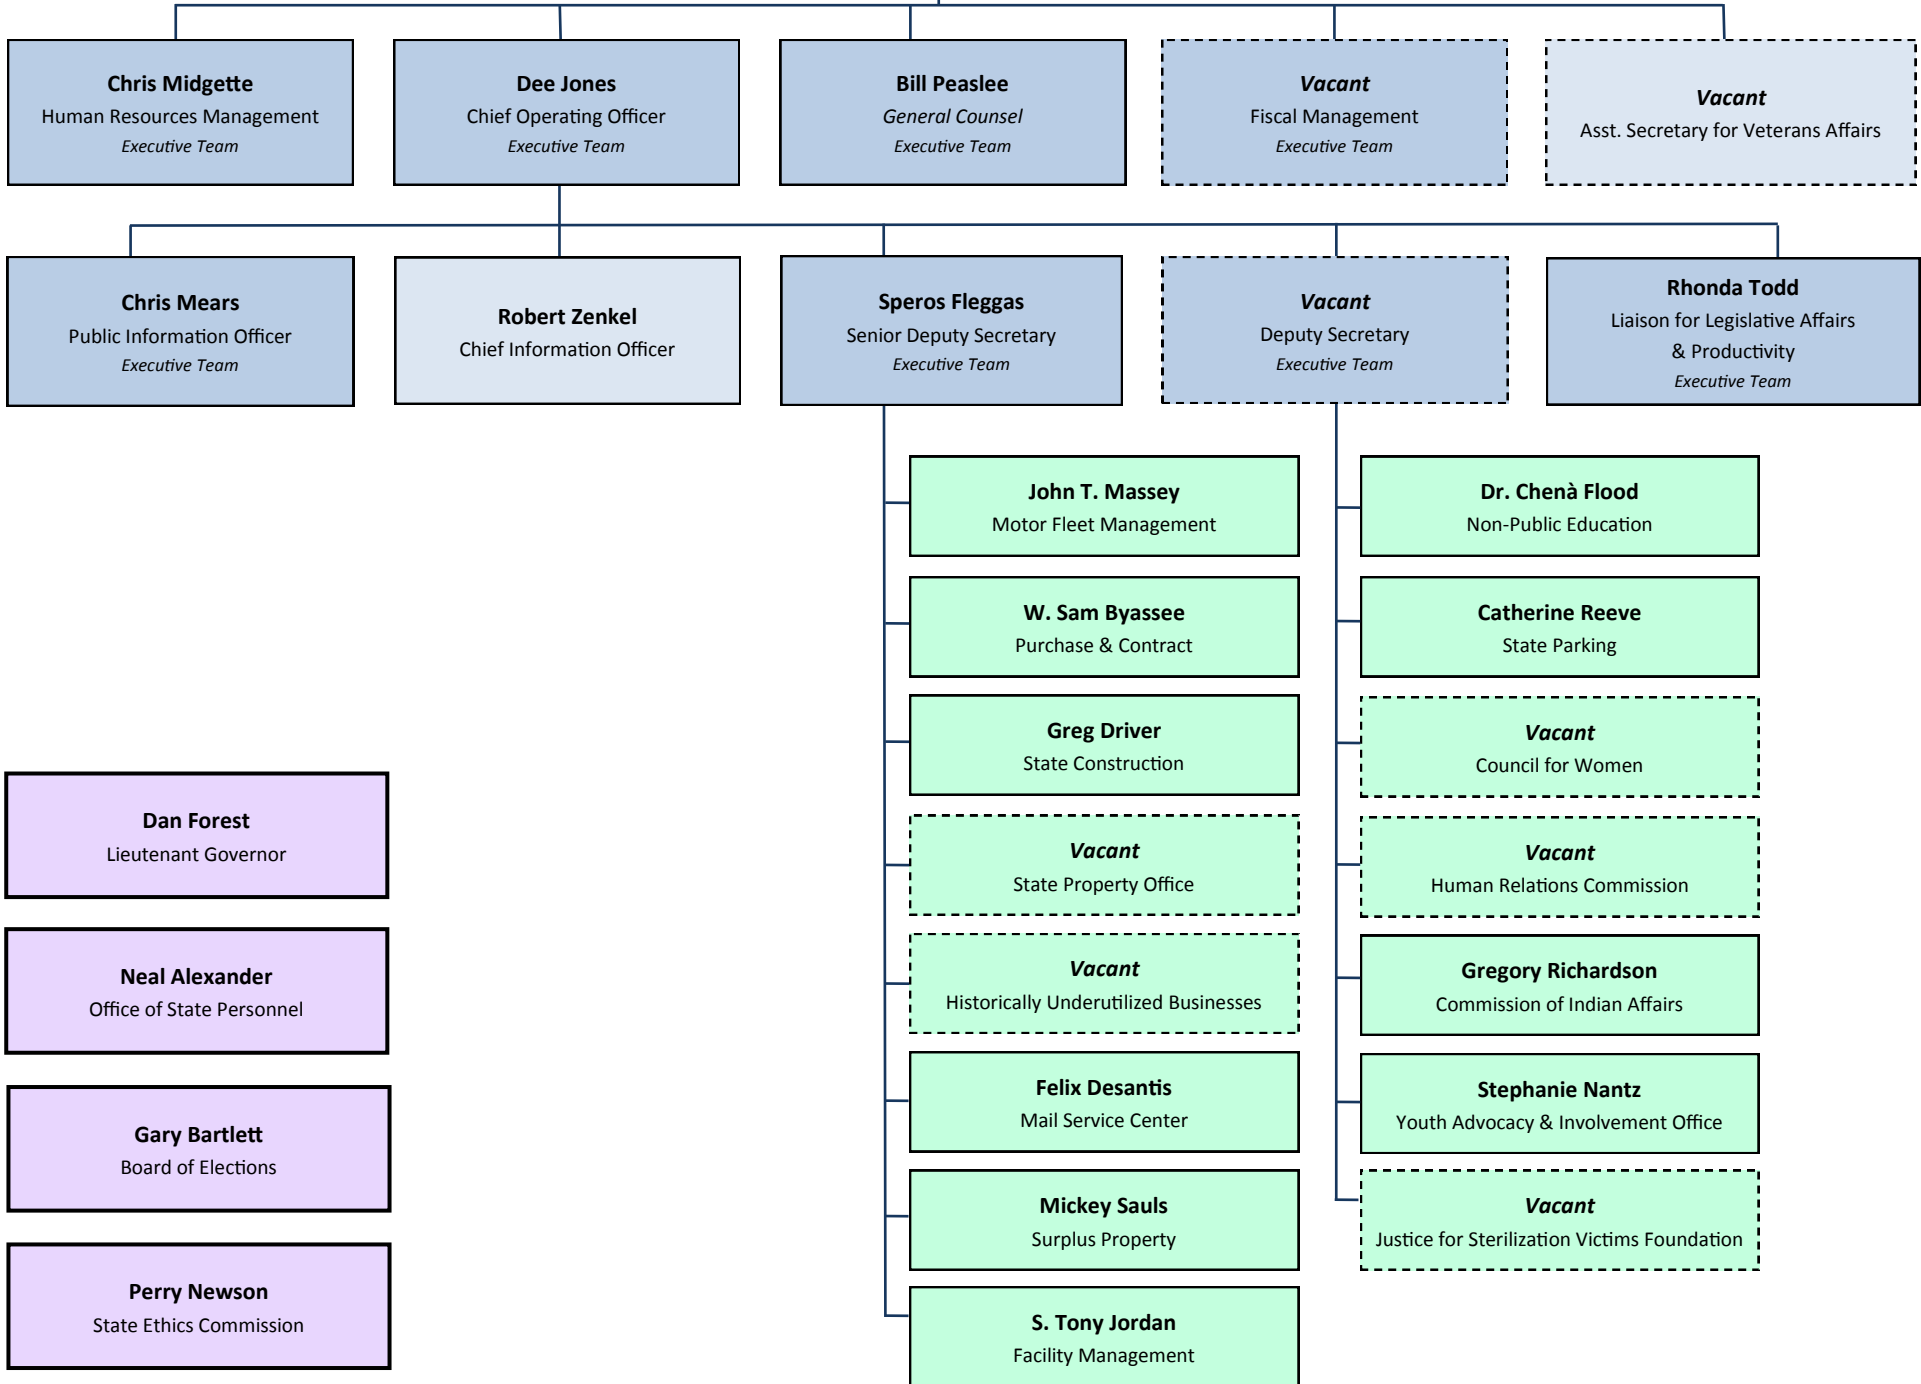 Chris Midgette
Human Resources Management
Executive Team
Dee Jones
Chief Operating Officer
Executive Team
Bill Peaslee
General Counsel
Executive Team
Vacant
Fiscal Management
Executive Team
Vacant
Asst. Secretary for Veterans Affairs
Chris Mears
Public Information Officer
Executive Team
Robert Zenkel
Chief Information Officer
Speros Fleggas
Senior Deputy Secretary
Executive Team
Vacant
Deputy Secretary
Executive Team
Rhonda Todd
Liaison for Legislative Affairs
& Productivity
Executive Team
John T. Massey
Motor Fleet Management
W. Sam Byassee
Purchase & Contract
Greg Driver
State Construction
Vacant
State Property Office
Vacant
Historically Underutilized Businesses
Felix Desantis
Mail Service Center
Mickey Sauls
Surplus Property
S. Tony Jordan
Facility Management
Dr. Chenà Flood
Non-Public Education
Catherine Reeve
State Parking
Vacant
Council for Women
Vacant
Human Relations Commission
Gregory Richardson
Commission of Indian Affairs
Stephanie Nantz
Youth Advocacy & Involvement Office
Vacant
Justice for Sterilization Victims Foundation
Dan Forest
Lieutenant Governor
Neal Alexander
Office of State Personnel
Gary Bartlett
Board of Elections
Perry Newson
State Ethics Commission